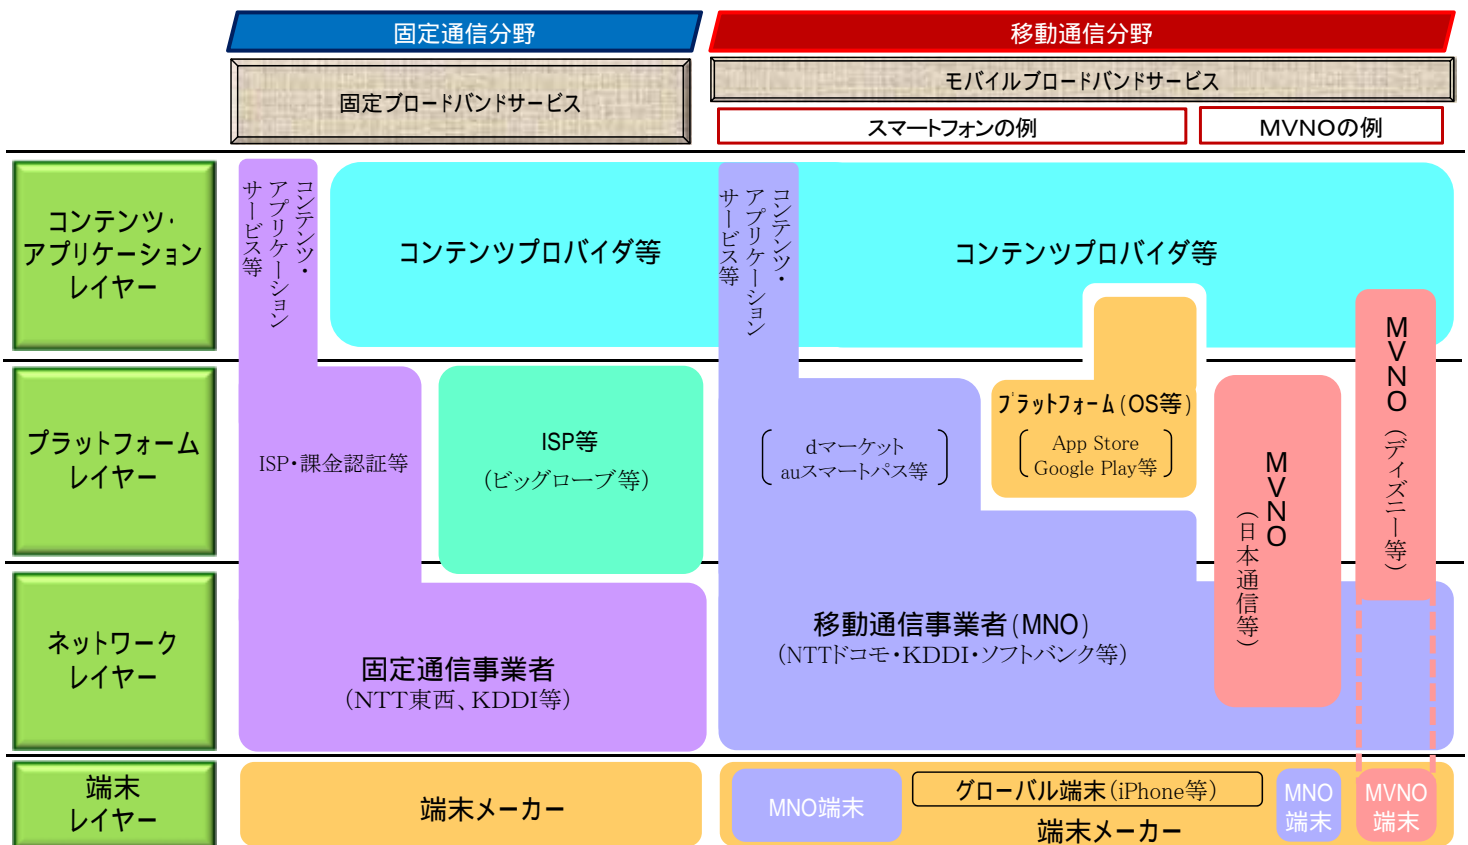 固定通信分野
移動通信分野
固定ブロードバンドサービス
モバイルブロードバンドサービス
スマートフォンの例
MVNOの例
コンテンツ・
アプリケーション
レイヤー
コンテンツ・
アプリケーション
サービス等
コンテンツプロバイダ等
コンテンツ・
アプリケーション
サービス等
コンテンツプロバイダ等
プラットフォーム
レイヤー
ISP・課金認証等
ISP等
(ビッグローブ等)
dマーケット
auスマートパス等
プラットフォーム(OS等)
App Store
Google Play等
MVNO
(日本通信等)
MVNO(ディズニー等)
ネットワーク
レイヤー
固定通信事業者
(NTT東西、KDDI等)
移動通信事業者(MNO)
(NTTドコモ・KDDI・ソフトバンク等)
端末
レイヤー
端末メーカー
MNO端末
グローバル端末(iPhone等)
端末メーカー
MNO
端末
MVNO
端末